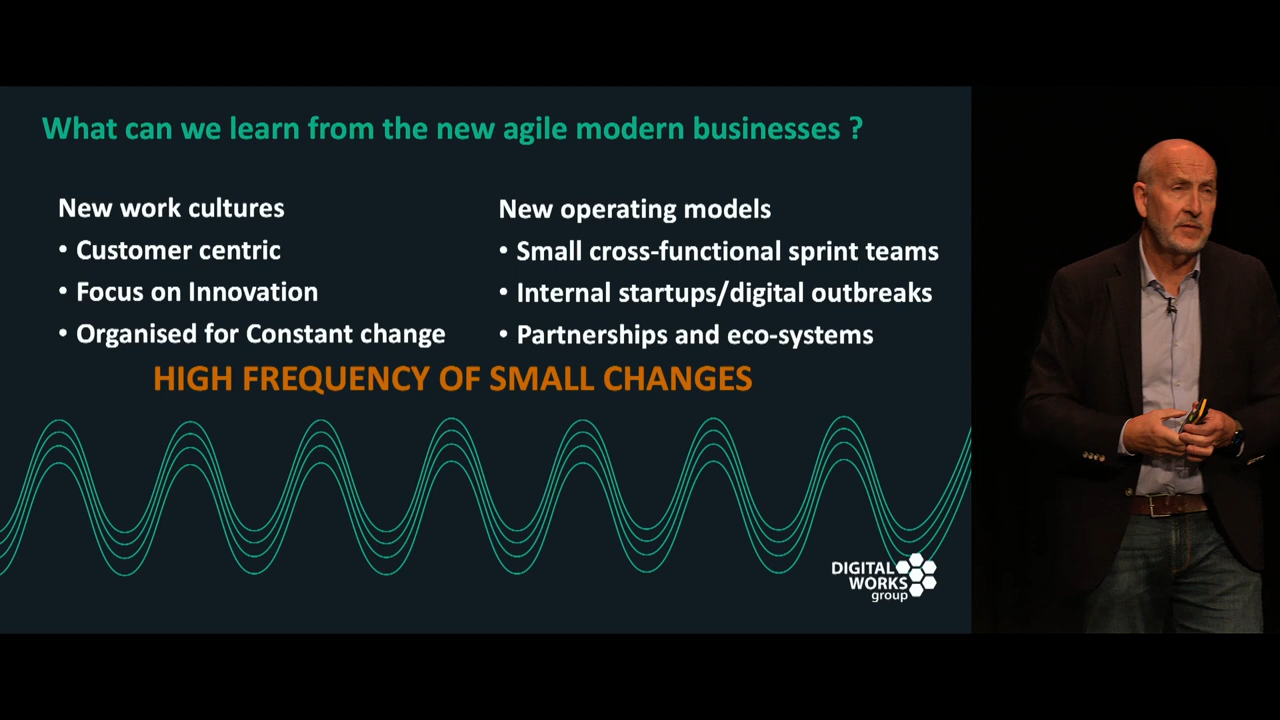 What can we learn from the new agile modern businesses ?
New work cultures
• Customer centric
• Focus on Innovation
• Organised for Constant change
New operating models
• Small cross-functional sprint teams
• Internal startups/digital outbreaks
• Partnerships and eco-systems
HIGH FREQUENCY OF SMALL CHANGES
DIGITAL
WORKS
group